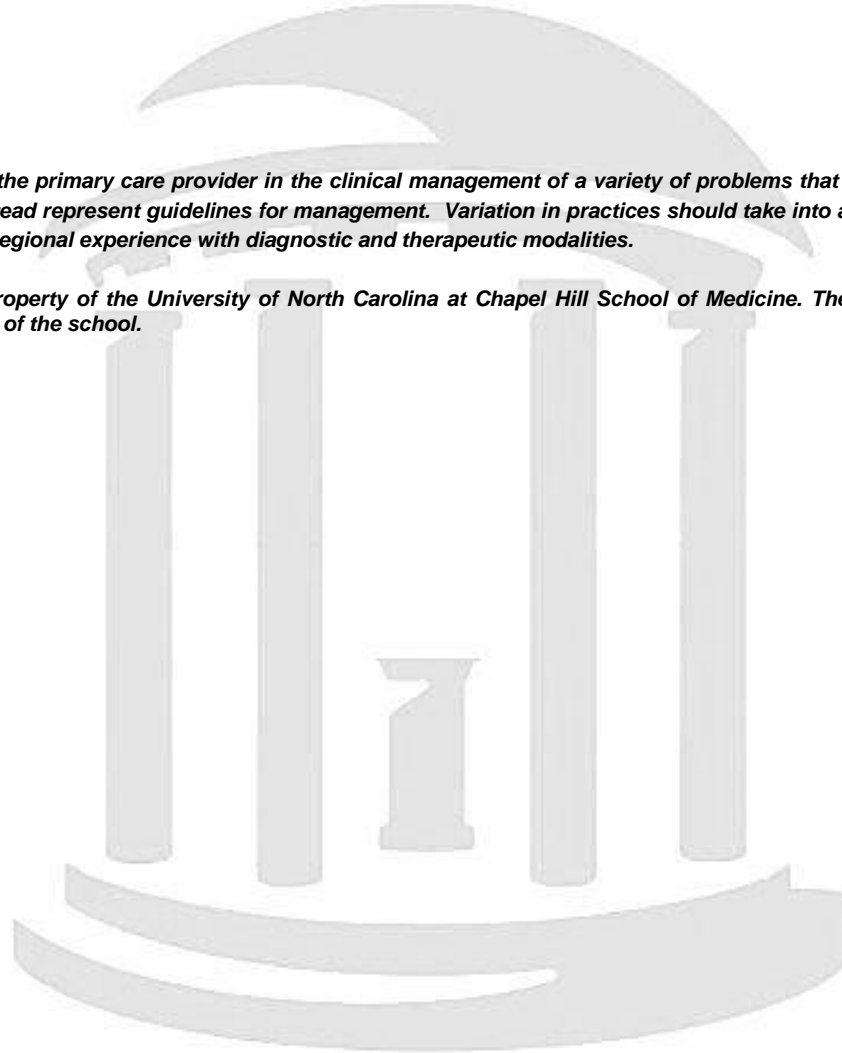 the primary care provider in the clinical management of a variety of problems that
read represent guidelines for management. Variation in practices should take into a
regional experience with diagnostic and therapeutic modalities.
roperty of the University of North Carolina at Chapel Hill School of Medicine. The
of the school.